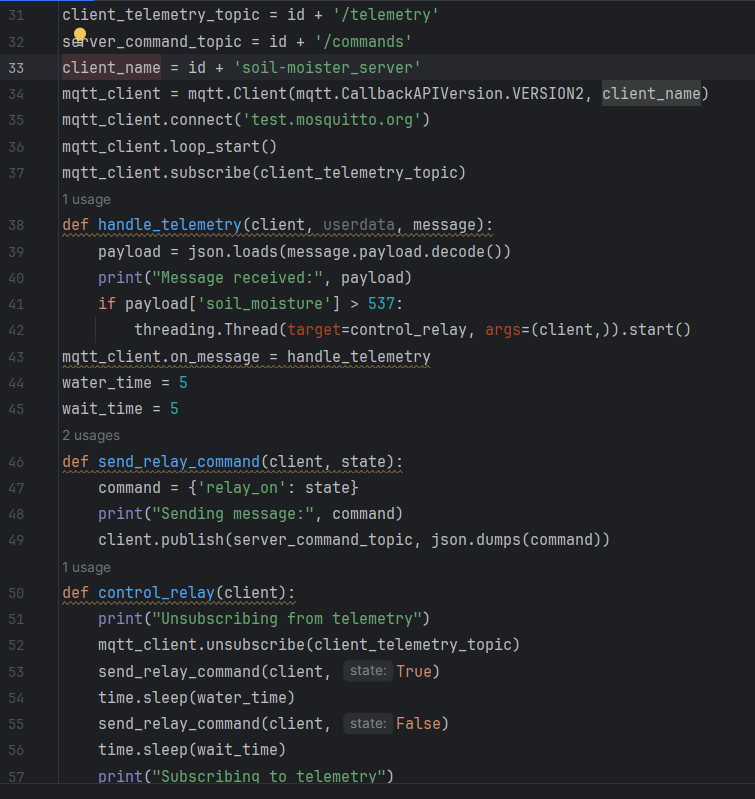 31 client_telemetry_topic = id + '/telemetry'
32 server_command_topic = id + '/commands'
33 client_name = id + 'soil-moister_server'
34 mqtt_client = mqtt.Client(mqtt.CallbackAPIVersion.VERSION2, client_name)
35 mqtt_client.connect('test.mosquitto.org')
36 mqtt_client.loop_start()
37 mqtt_client.subscribe(client_telemetry_topic)
1 usage
38 def handle_telemetry(client, userdata, message):
39     payload = json.loads(message.payload.decode())
40     print("Message received:", payload)
41     if payload['soil_moisture'] > 537:
42         threading.Thread(target=control_relay, args=(client,)).start()
43 mqtt_client.on_message = handle_telemetry
44 water_time = 5
45 wait_time = 5
2 usages
46 def send_relay_command(client, state):
47     command = {'relay_on': state}
48     print("Sending message:", command)
49     client.publish(server_command_topic, json.dumps(command))
1 usage
50 def control_relay(client):
51     print("Unsubscribing from telemetry")
52     mqtt_client.unsubscribe(client_telemetry_topic)
53     send_relay_command(client, state: True)
54     time.sleep(water_time)
55     send_relay_command(client, state: False)
56     time.sleep(wait_time)
57     print("Subscribing to telemetry")